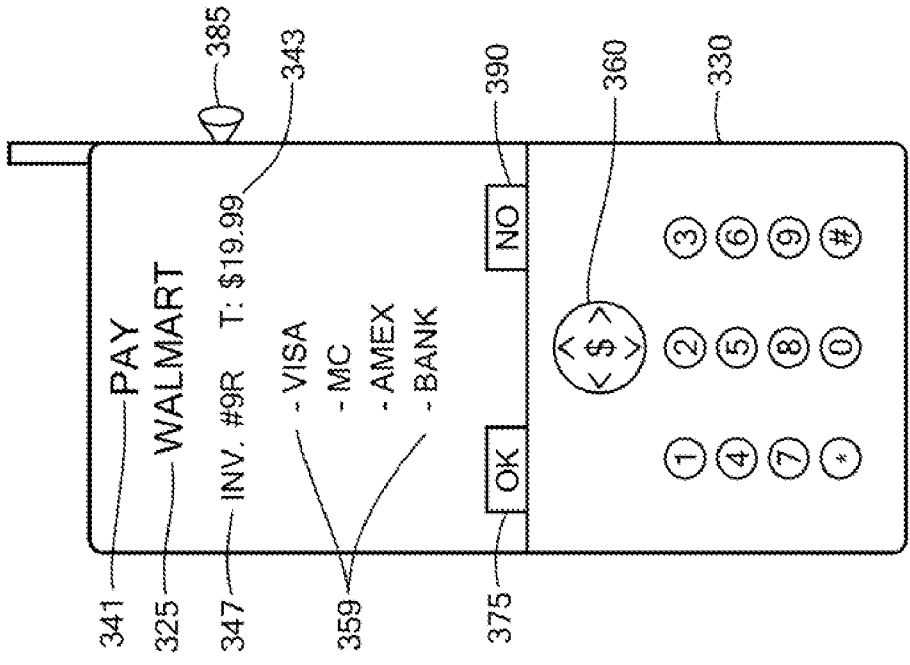 385
343
390
360
330
PAY
WALMART
INV. #9R T: $19.99
- VISA
- MC
- AMEX
- BANK
OK
NO
< $ >
1 2 3
4 5 6
7 8 9
* 0 #
341
325
347
359
375